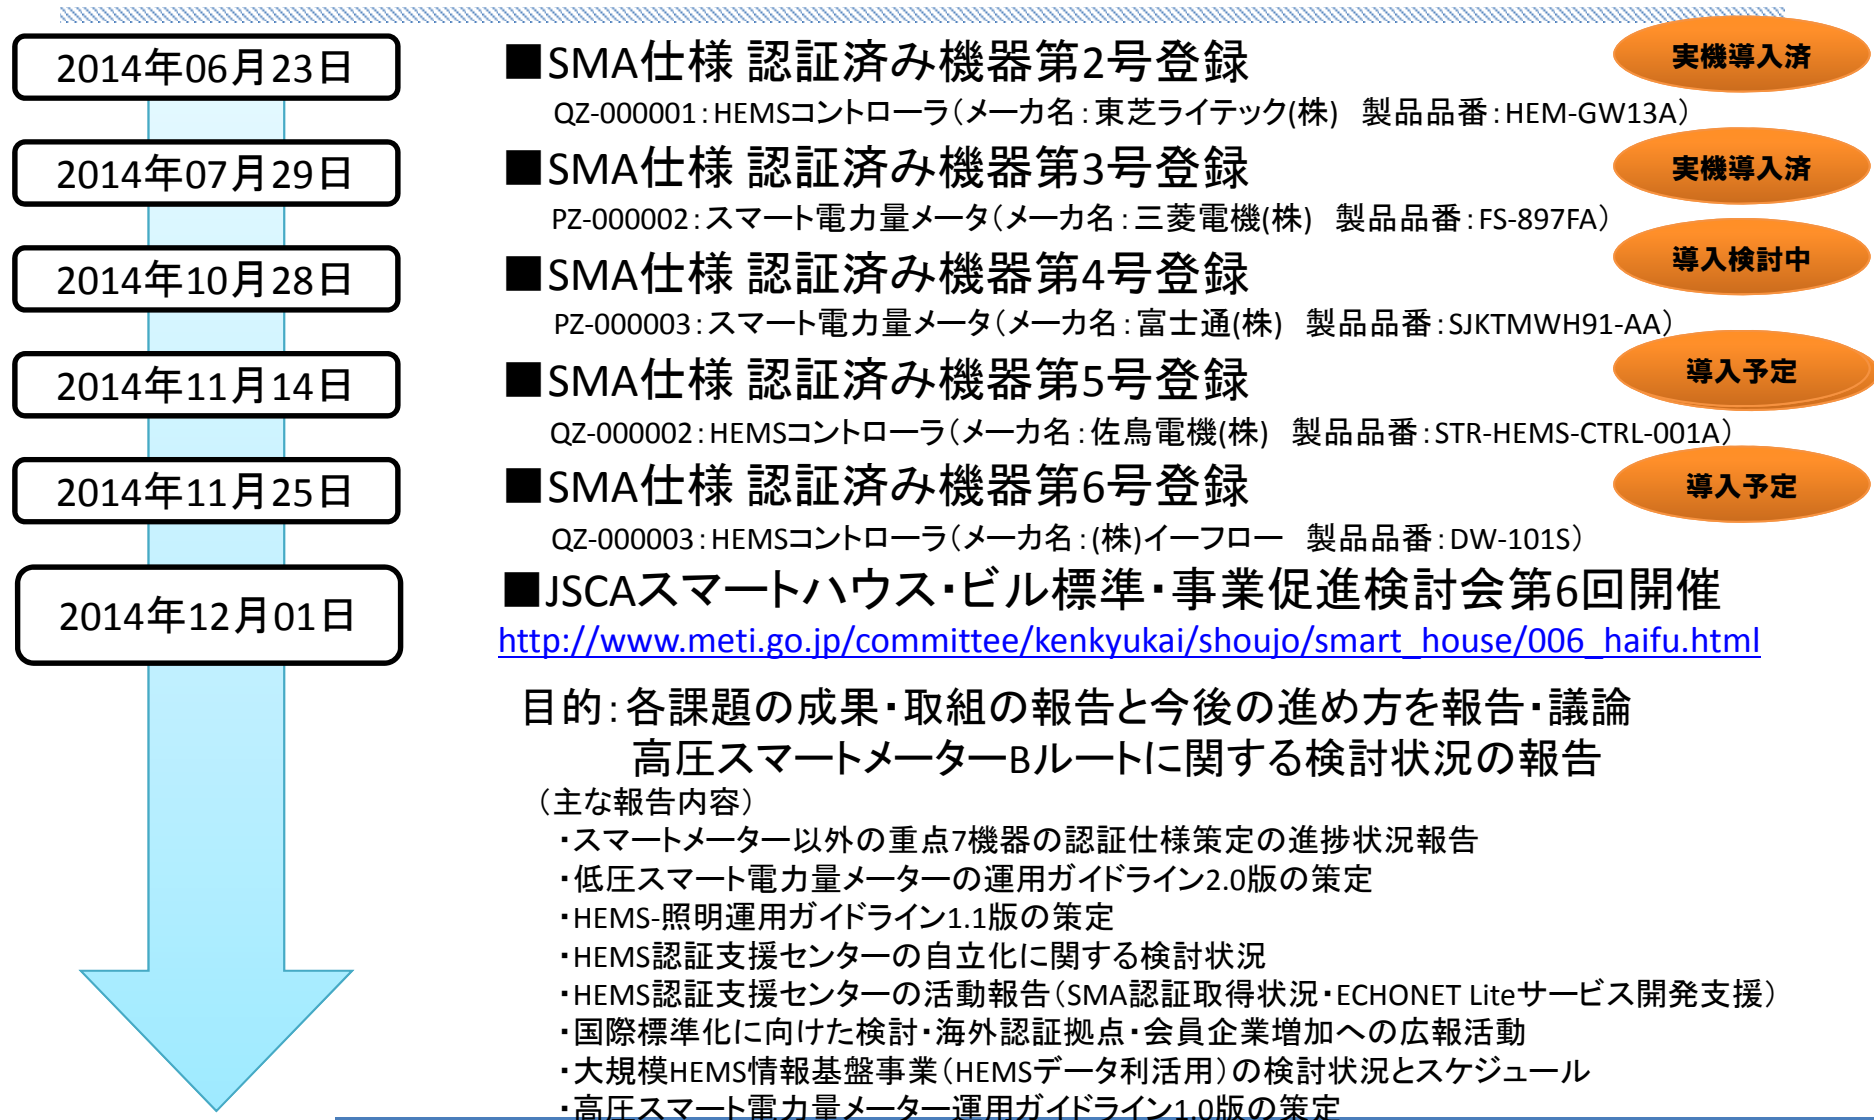 2014年06月23日
■SMA仕様 認証済み機器第2号登録
実機導入済
QZ-000001：HEMSコントローラ（メーカ名：東芝ライテック(株)　製品品番：HEM-GW13A）
2014年07月29日
■SMA仕様 認証済み機器第3号登録
実機導入済
PZ-000002：スマート電力量メータ（メーカ名：三菱電機(株)　製品品番：FS-897FA）
2014年10月28日
■SMA仕様 認証済み機器第4号登録
導入検討中
PZ-000003：スマート電力量メータ（メーカ名：富士通(株)　製品品番：SJKTMWH91-AA）
2014年11月14日
■SMA仕様 認証済み機器第5号登録
導入予定
QZ-000002：HEMSコントローラ（メーカ名：佐鳥電機(株)　製品品番：STR-HEMS-CTRL-001A）
2014年11月25日
■SMA仕様 認証済み機器第6号登録
導入予定
QZ-000003：HEMSコントローラ（メーカ名：(株)イーフロー　製品品番：DW-101S）
2014年12月01日
■JSCAスマートハウス・ビル標準・事業促進検討会第6回開催
http://www.meti.go.jp/committee/kenkyukai/shoujo/smart_house/006_haifu.html
目的：各課題の成果・取組の報告と今後の進め方を報告・議論
高圧スマートメーターBルートに関する検討状況の報告
（主な報告内容）
・スマートメーター以外の重点7機器の認証仕様策定の進捗状況報告
・低圧スマート電力量メーターの運用ガイドライン2.0版の策定
・HEMS-照明運用ガイドライン1.1版の策定
・HEMS認証支援センターの自立化に関する検討状況
・HEMS認証支援センターの活動報告（SMA認証取得状況・ECHONET Liteサービス開発支援）
・国際標準化に向けた検討・海外認証拠点・会員企業増加への広報活動
・大規模HEMS情報基盤事業（HEMSデータ利活用）の検討状況とスケジュール
・高圧スマート電力量メーター運用ガイドライン1.0版の策定